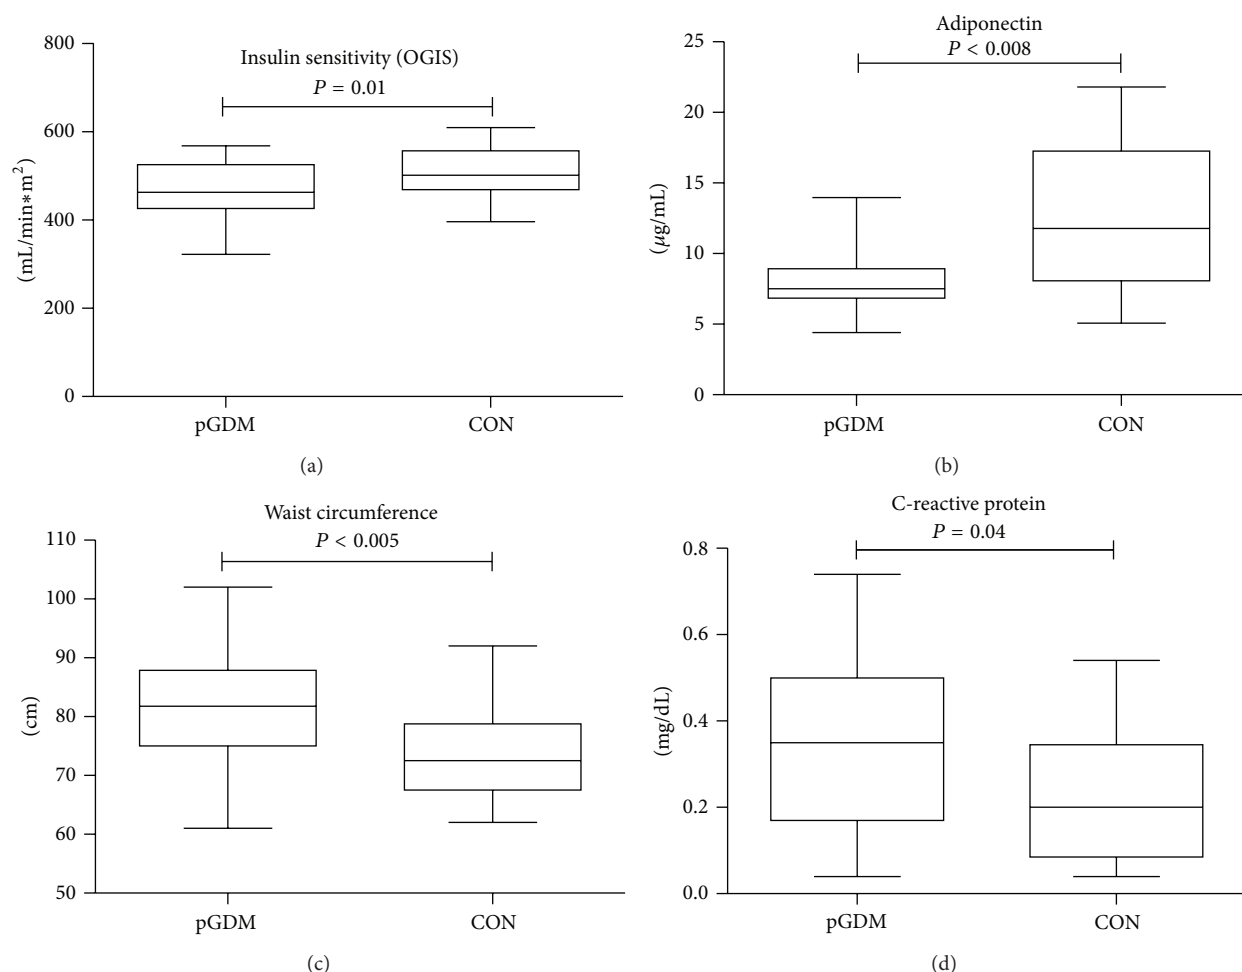 Insulin sensitivity (OGIS)
P = 0.01
800
600
400
200
0
(mL/min∗m²)
pGDM
CON
(a)
Adiponectin
P < 0.008
25
20
15
10
5
0
(µg/mL)
pGDM
CON
(b)
Waist circumference
P < 0.005
110
100
90
80
70
60
50
(cm)
pGDM
CON
(c)
C-reactive protein
P = 0.04
0.8
0.6
0.4
0.2
0.0
(mg/dL)
pGDM
CON
(d)